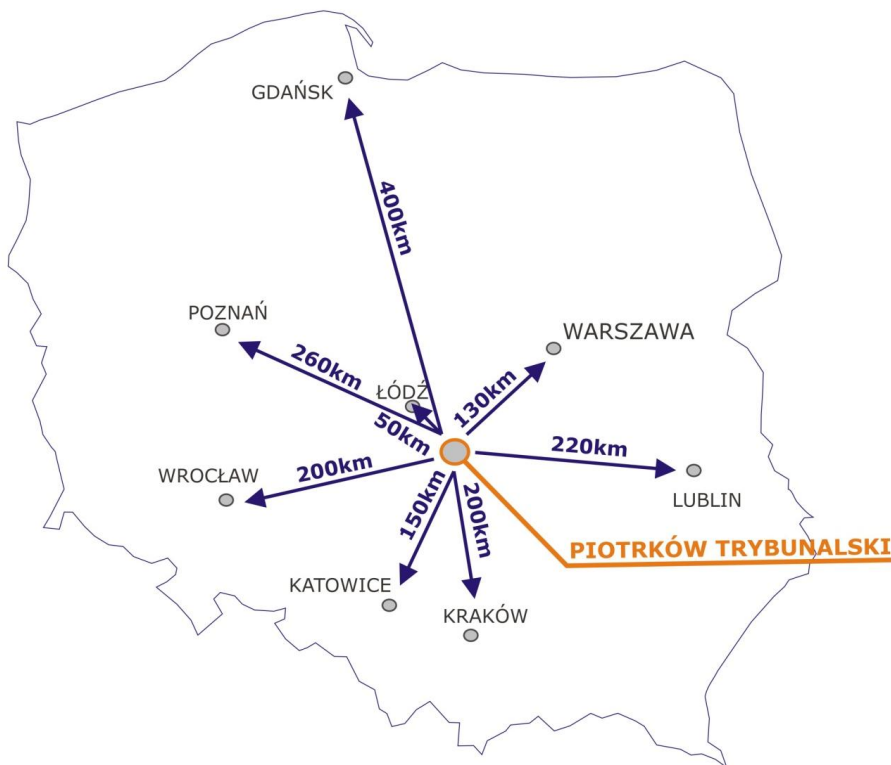 GDAŃSK
400km
POZNAŃ
260km
ŁÓDŹ
50km
WARSZAWA
130km
WROCŁAW
200km
220km
LUBLIN
150km
200km
PIOTRKÓW TRYBUNALSKI
KATOWICE
KRAKÓW